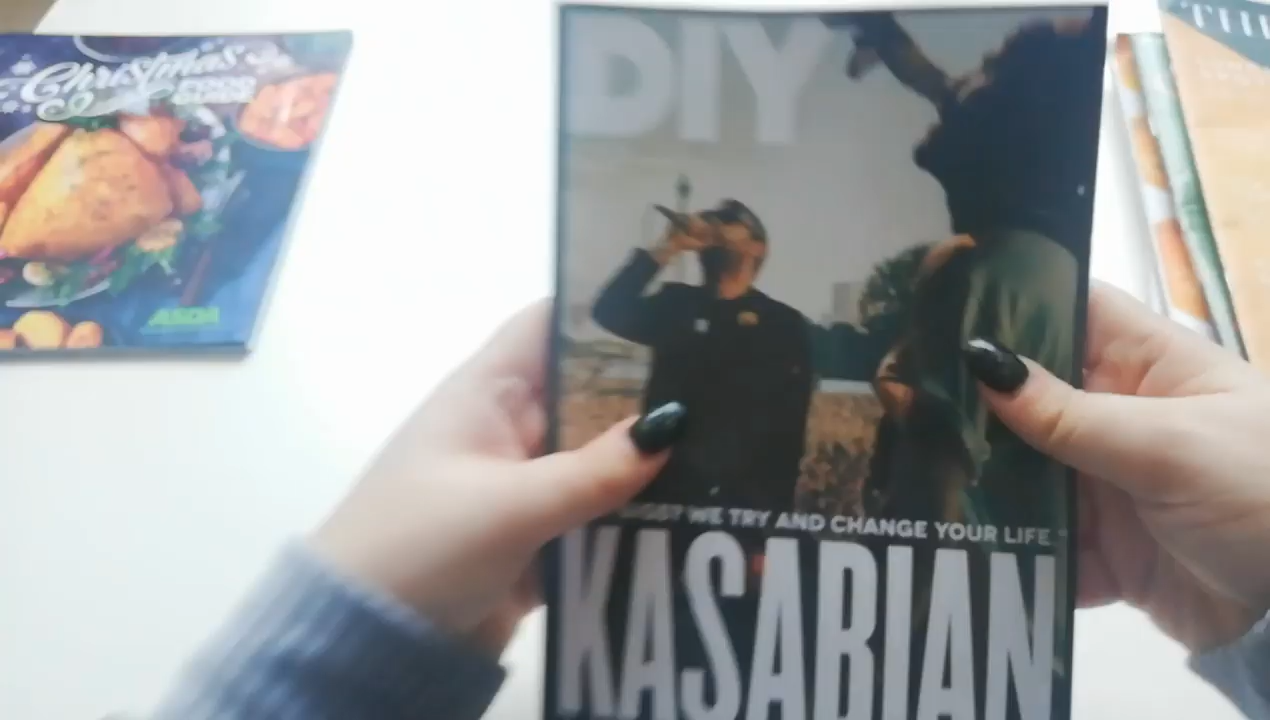 Christmas
ASDA
DIY
WE TRY AND CHANGE YOUR LIFE."
KASABIAN